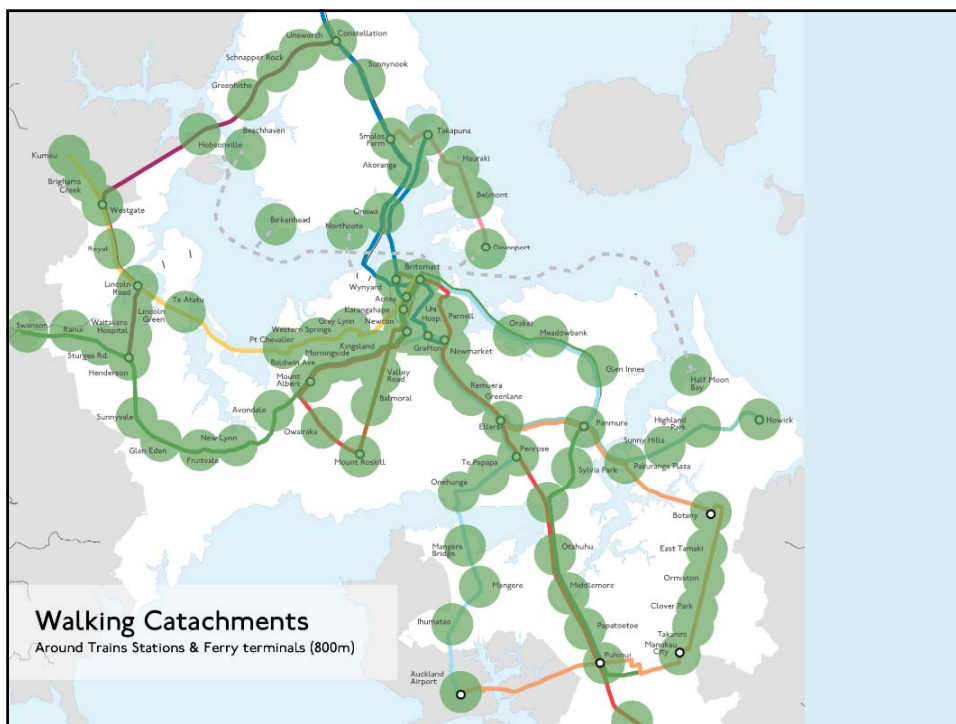 Unsworth
Constellation
Schnapper Rock
Sunnynook
Greenhithe
Beachhaven
Hobsonville
Smales
Farm
Takapuna
Kumeu
Akoranga
Hauraki
Brighams
Creek
Belmont
Westgate
Onewa
Birkenhead
Northcote
Royal
Devonport
Britomart
Lincoln
Road
Wynyard
Te Atatu
Aotea
Lincoln
Green
Karangahape
Uni
Parnell
Swanson
Ranui
Waitakere
Hospital
Grey Lynn
Newton
Hosp.
Orakei
Western Springs
Meadowbank
Pt Chevalier
Kingsland
Grafton
Newmarket
Sturges Rd.
Morningside
Henderson
Baldwin Ave
Valley
Road
Glen Innes
Mount
Albert
Remuera
Half Moon
Bay
Greenlane
Balmoral
Avondale
Sunnyvale
Ellers
Panmure
Highland
Park
Howick
Owairaka
New Lynn
Glen Eden
Fruitvale
Mount Roskill
Penrose
Sunny Hills
Te Papapa
Sylvia Park
Pakuranga Plaza
Onehunga
Botany
Mangere
Bridge
Otahuhu
East Tamaki
Mangere
Middlemore
Ormiston
Clover Park
Walking Catachments
Ihumatao
Papatoetoe
Takanini
Around Trains Stations & Ferry terminals (800m)
Manukau
City
Puhinui
Auckland
Airport